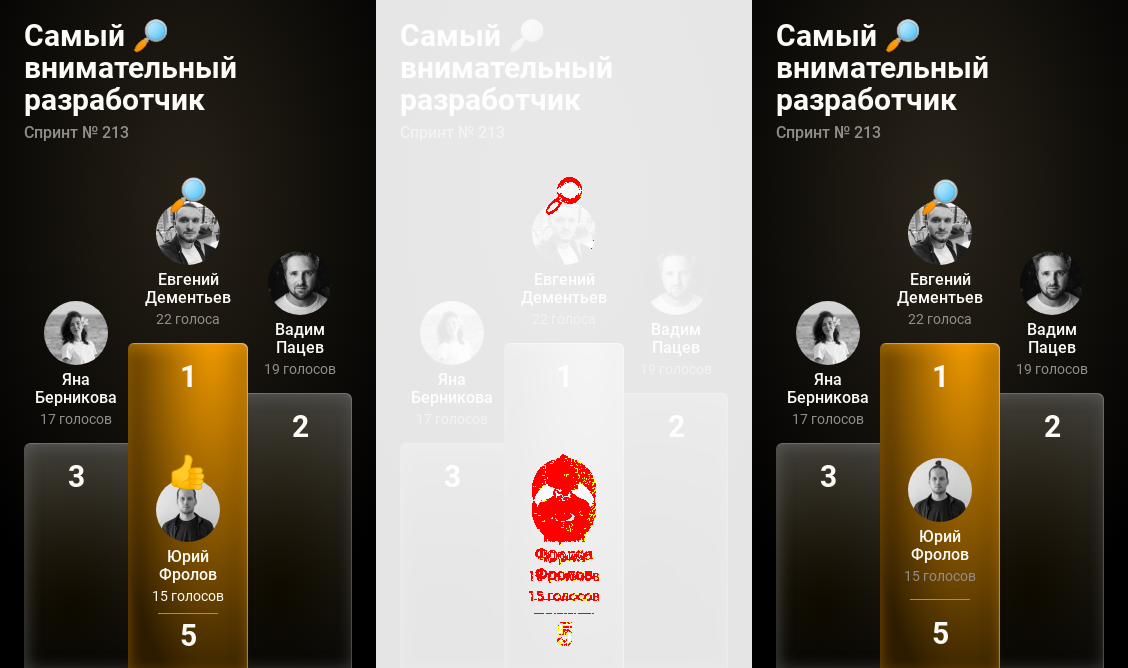 Самый 🔎
внимательный
разработчик
Спринт № 213
Евгений
Дементьев
22 голоса
Вадим
Пацев
19 голосов
Яна
Берникова
17 голосов
1
2
3
Юрий
Фролов
15 голосов
5
Самый 🔎
внимательный
разработчик
Спринт № 213
Евгений
Дементьев
22 голоса
Вадим
Пацев
19 голосов
Яна
Берникова
17 голосов
1
2
3
Фролов
Фролов
15 голосов
Самый 🔎
внимательный
разработчик
Спринт № 213
Евгений
Дементьев
22 голоса
Вадим
Пацев
19 голосов
Яна
Берникова
17 голосов
1
2
3
Юрий
Фролов
15 голосов
5